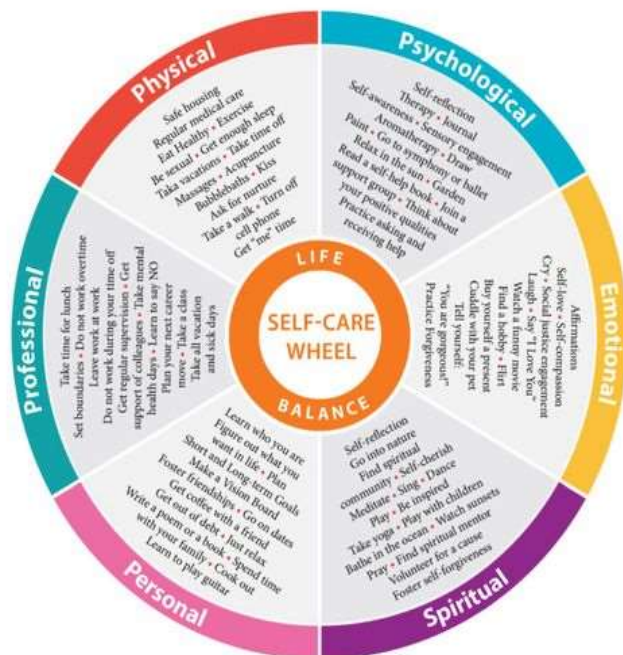 Physical
Safe housing
Regular medical care
Eat Healthy • Exercise
Be sexual • Get enough sleep
Taka vacations • Take time off
Massages • Acupuncture
Bubblebaths • Kiss
Ask for nurture
Take a walk • Turn off
cell phone
Get "me" time
Psychological
Self-reflection
Therapy • Journal
Self-awareness • Sensory engagement
Aromatherapy • Draw
Paint • Go to symphony or ballet
Relax in the sun • Garden
Read a self-help book • Join a
support group • Think about
your positive qualities
Practice asking and
receiving help
Emotional
Affirmations
Self-love • Self-compassion
Cry • Social Justice engagement
Laugh • Say "I Love You"
Watch a funny movie
Find a hobby • Flirt
Buy yourself a present
Cuddle with your pet
Tell yourself:
"You are gorgeous!"
Practice Forgiveness
Spiritual
Self-reflection
Go into nature
Find spiritual
community • Self-cherish
Meditate • Sing • Dance
Play • Be inspired
Take yoga • Play with children
Bathe in the ocean • Watch sunsets
Pray • Find spiritual mentor
Volunteer for a cause
Foster self-forgiveness
Personal
Learn who you are
Figure out what you
want in life • Plan
Short and Long-term Goals
Make a Vision Board
Foster friendships • Go on dates
Get coffee with a friend
Get out of debt • Just relax
Write a poem or a book • Spend time
with your family • Cook out
Learn to play guitar
Professional
Take time for lunch
Set boundaries • Do not work overtime
Leave work at work
Do not work during your time off
Get regular supervision • Get
support of colleagues • Take mental
health days • Learn to say NO
Plan your next career
move • Take a class
Take all vacation
and sick days
LIFE
SELF-CARE
WHEEL
BALANCE